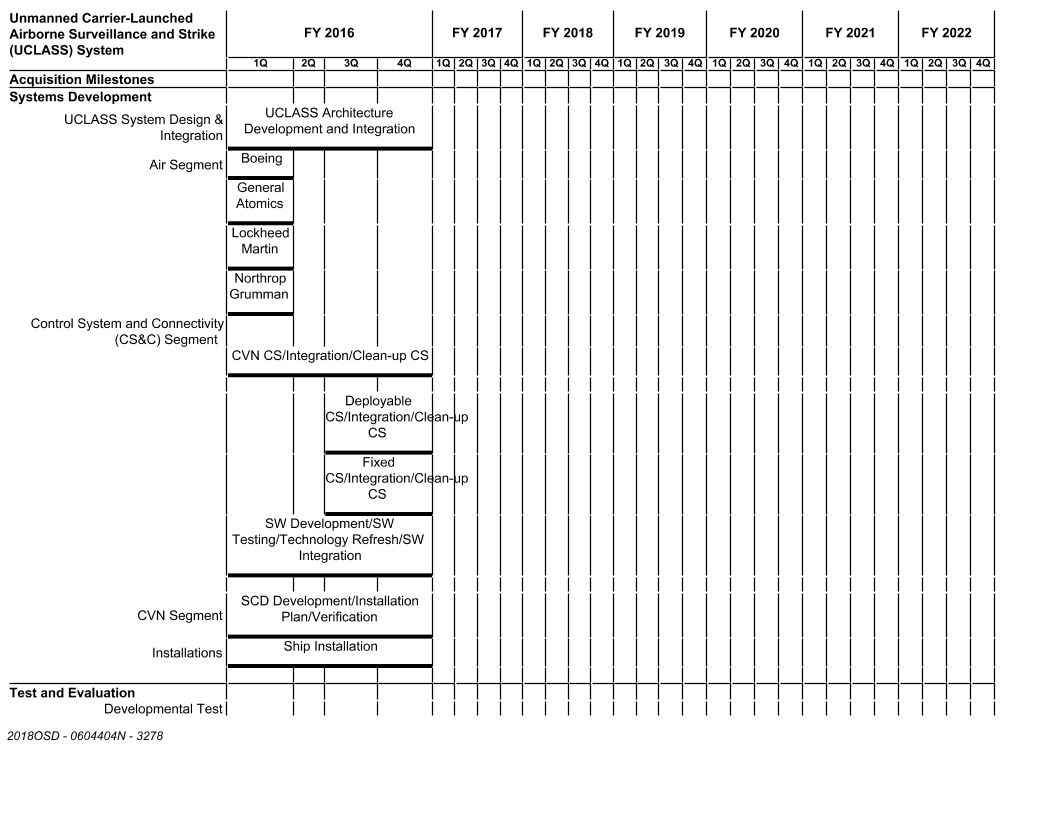 Unmanned Carrier-Launched
Airborne Surveillance and Strike
(UCLASS) System
FY 2016 FY 2017 FY 2018 FY 2019 FY 2020 FY 2021 FY 2022
1Q 2Q 3Q 4Q 1Q 2Q 3Q 4Q 1Q 2Q 3Q 4Q 1Q 2Q 3Q 4Q 1Q 2Q 3Q 4Q 1Q 2Q 3Q 4Q 1Q 2Q 3Q 4Q
Acquisition Milestones
Systems Development
UCLASS System Design &
Integration
UCLASS Architecture
Development and Integration
Air Segment
Boeing
General
Atomics
Lockheed
Martin
Northrop
Grumman
Control System and Connectivity
(CS&C) Segment
CVN CS/Integration/Clean-up CS
Deployable
CS/Integration/Clean-up
CS
Fixed
CS/Integration/Clean-up
CS
SW Development/SW
Testing/Technology Refresh/SW
Integration
CVN Segment
SCD Development/Installation
Plan/Verification
Installations
Ship Installation
Test and Evaluation
Developmental Test
2018OSD - 0604404N - 3278